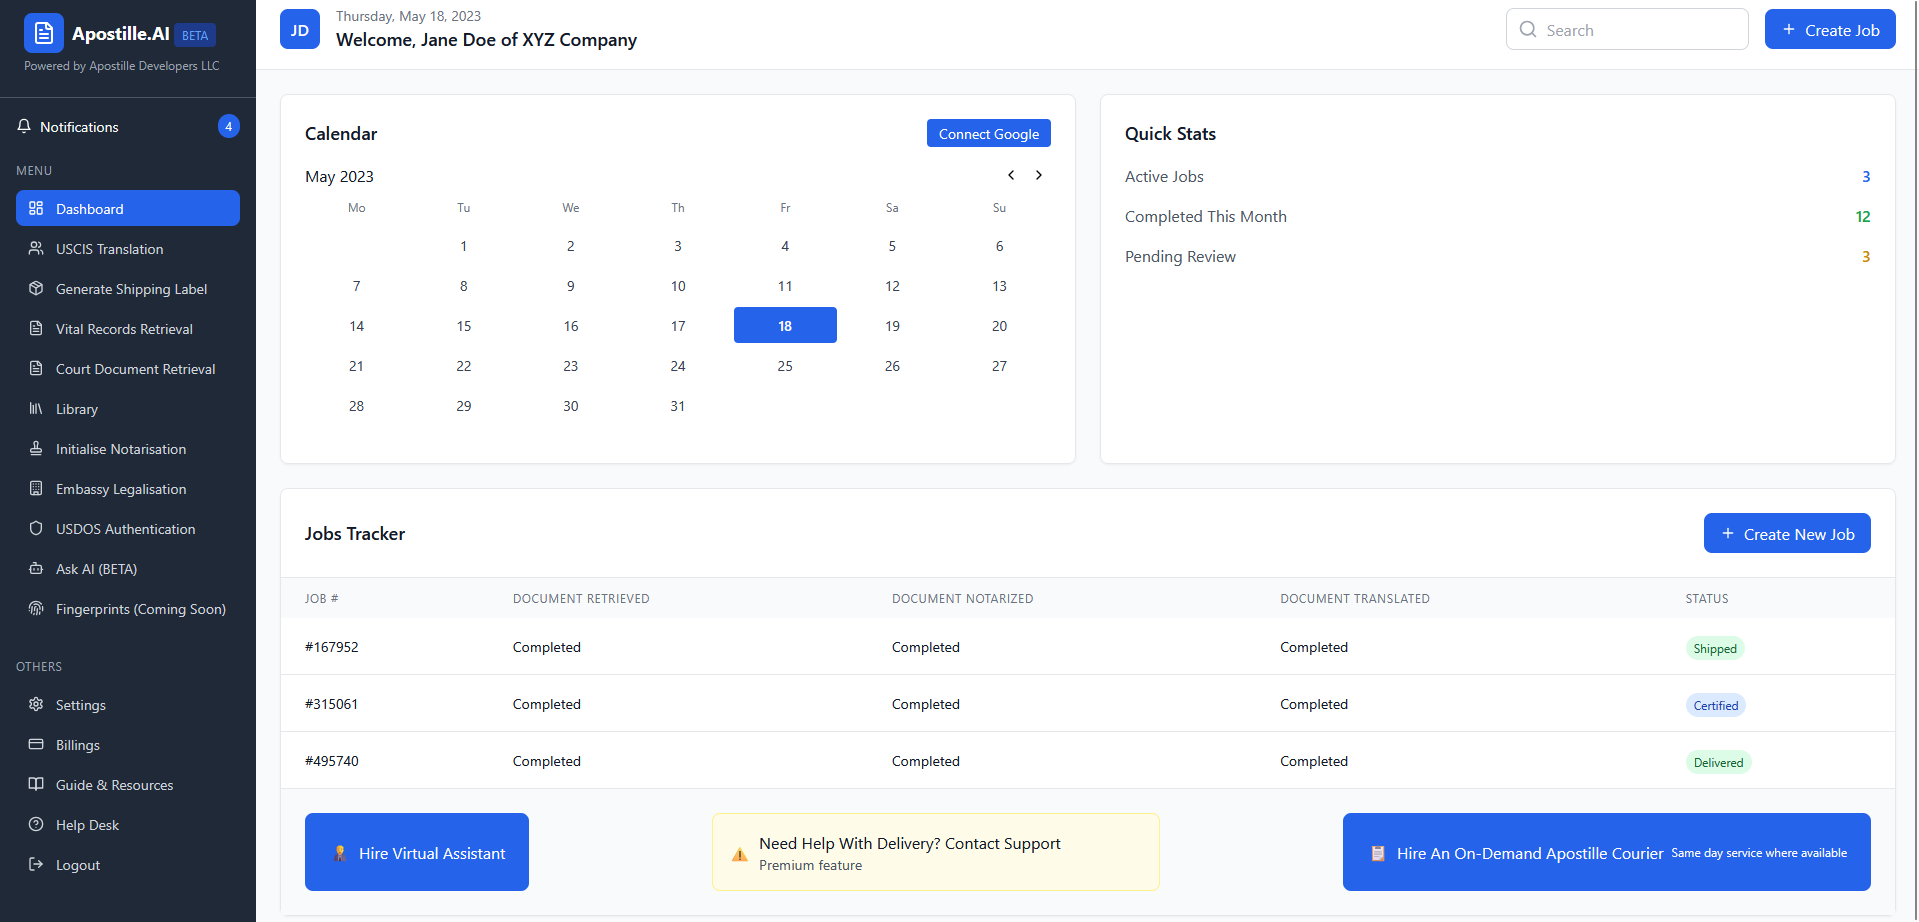 Apostille.AI BETA
Powered by Apostille Developers LLC
Notifications 4
MENU
Dashboard
USCIS Translation
Generate Shipping Label
Vital Records Retrieval
Court Document Retrieval
Library
Initialise Notarisation
Embassy Legalisation
USDOS Authentication
Ask AI (BETA)
Fingerprints (Coming Soon)
OTHERS
Settings
Billings
Guide & Resources
Help Desk
Logout
JD
Thursday, May 18, 2023
Welcome, Jane Doe of XYZ Company
Search
+ Create Job
Calendar
Connect Google
May 2023
Mo Tu We Th Fr Sa Su
1 2 3 4 5 6
7 8 9 10 11 12 13
14 15 16 17 18 19 20
21 22 23 24 25 26 27
28 29 30 31
Quick Stats
Active Jobs 3
Completed This Month 12
Pending Review 3
Jobs Tracker
+ Create New Job
JOB # DOCUMENT RETRIEVED DOCUMENT NOTARIZED DOCUMENT TRANSLATED STATUS
#167952 Completed Completed Completed Shipped
#315061 Completed Completed Completed Certified
#495740 Completed Completed Completed Delivered
Hire Virtual Assistant
Need Help With Delivery? Contact Support
Premium feature
Hire An On-Demand Apostille Courier Same day service where available